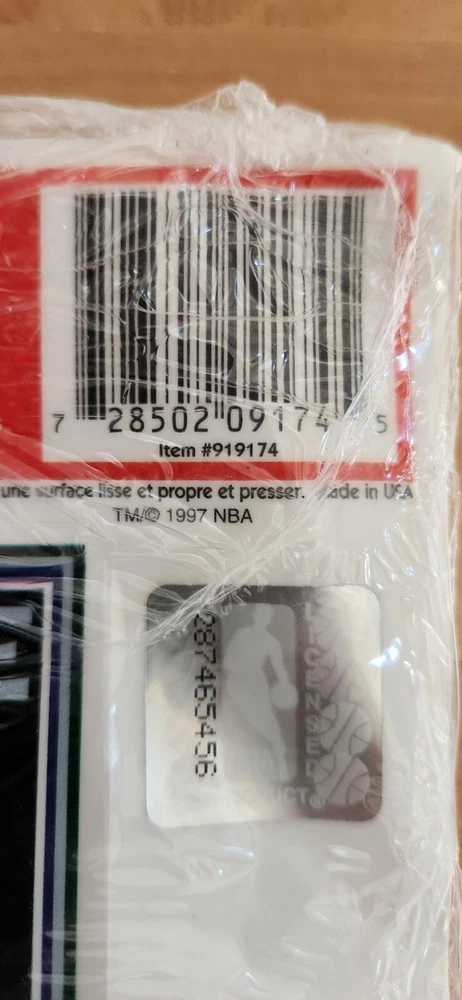 7 28502 09174 5
Item #919174
une surface lisse et propre et presser. Made in USA
TM/© 1997 NBA
287465456
LICENSED